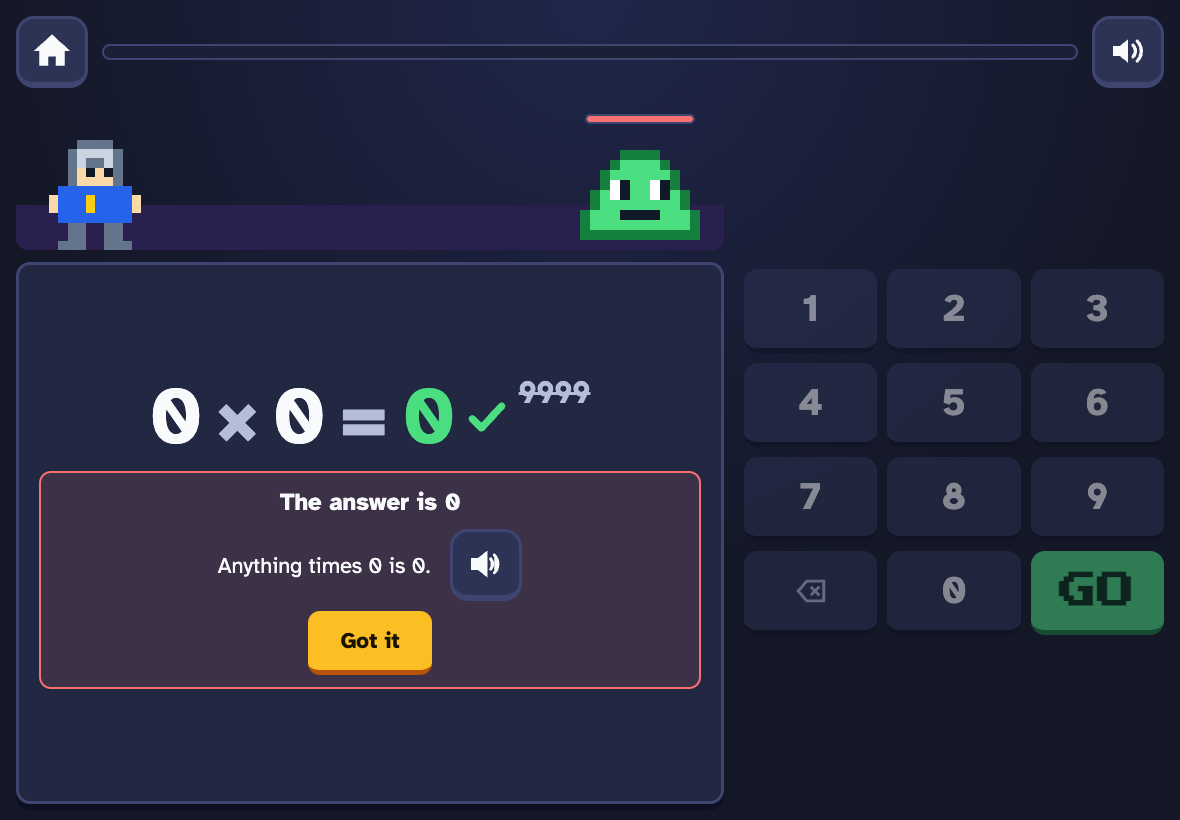 0 × 0 = 0 ✓ 9999
The answer is 0
Anything times 0 is 0.
Got it
1 2 3
4 5 6
7 8 9
0 GO